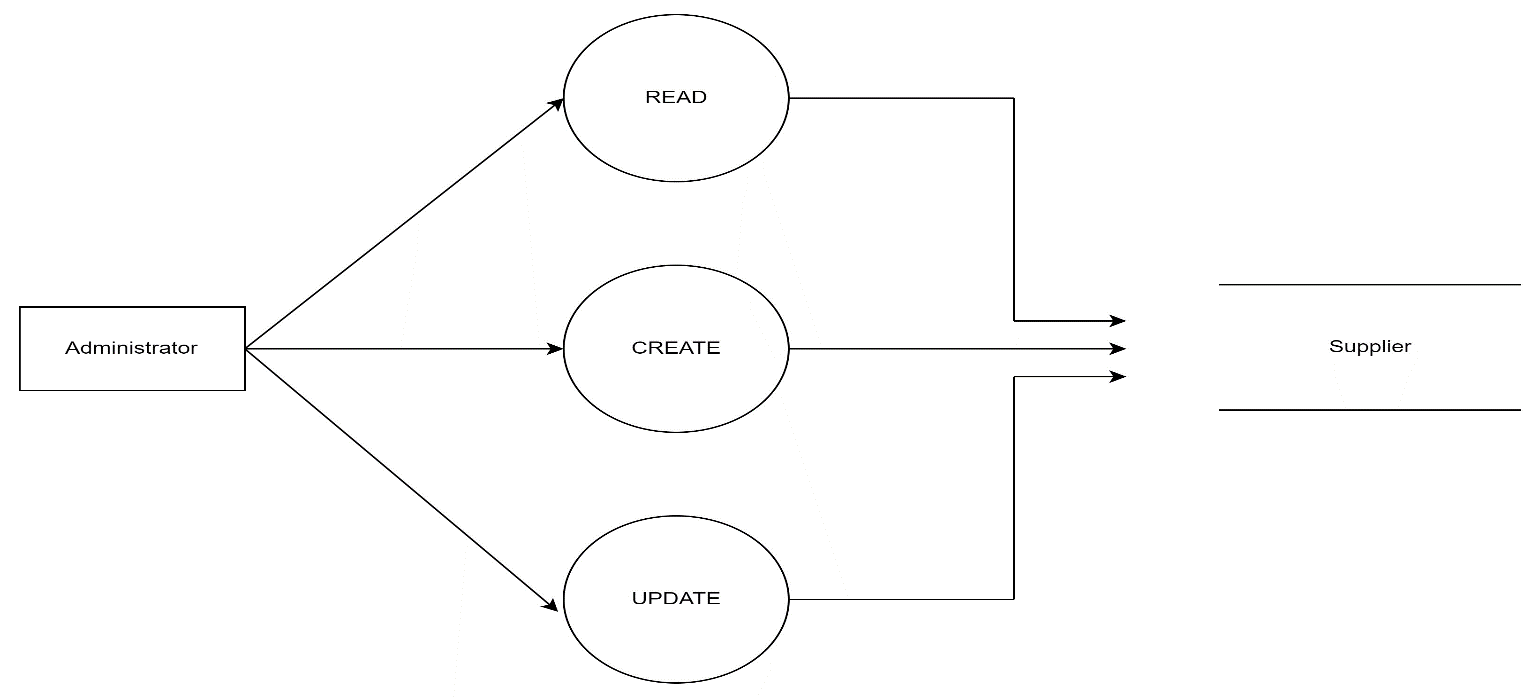 READ
Administrator
CREATE
Supplier
UPDATE